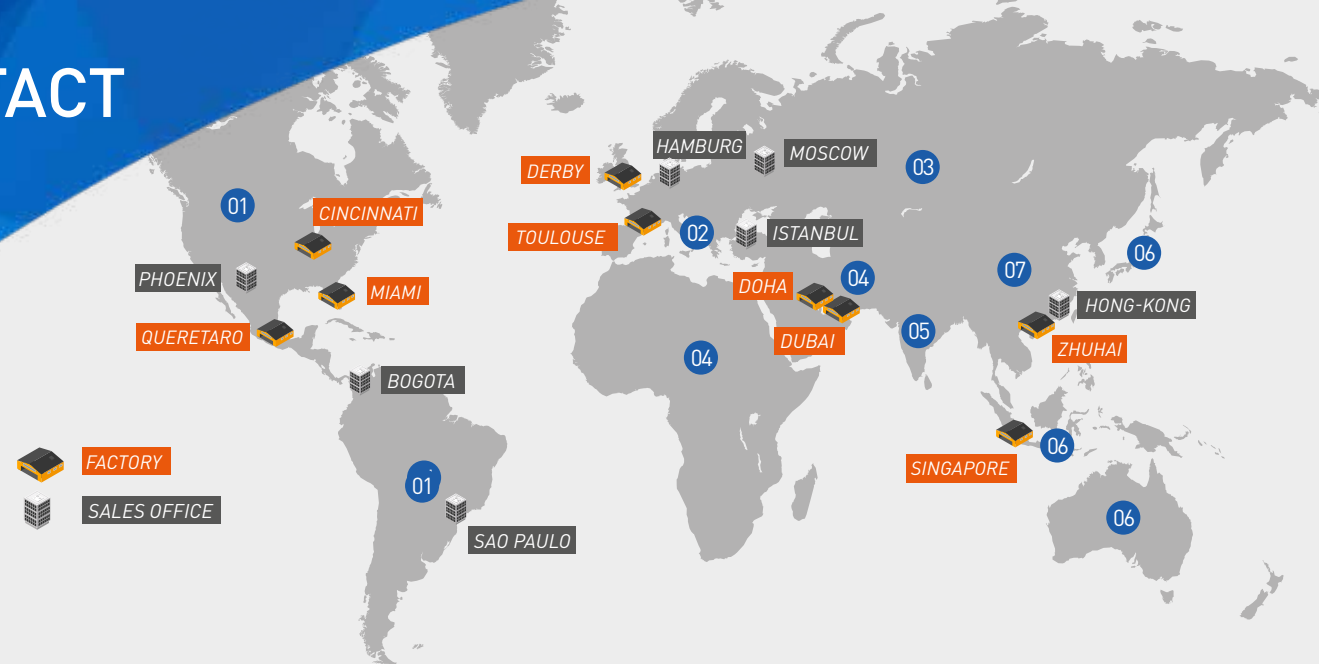 TACT
HAMBURG
MOSCOW
DERBY
03
01
CINCINNATI
TOULOUSE
02
ISTANBUL
06
PHOENIX
MIAMI
DOHA
04
07
HONG-KONG
QUERETARO
DUBAI
05
ZHUHAI
04
BOGOTA
FACTORY
SINGAPORE
06
01
SALES OFFICE
06
SAO PAULO